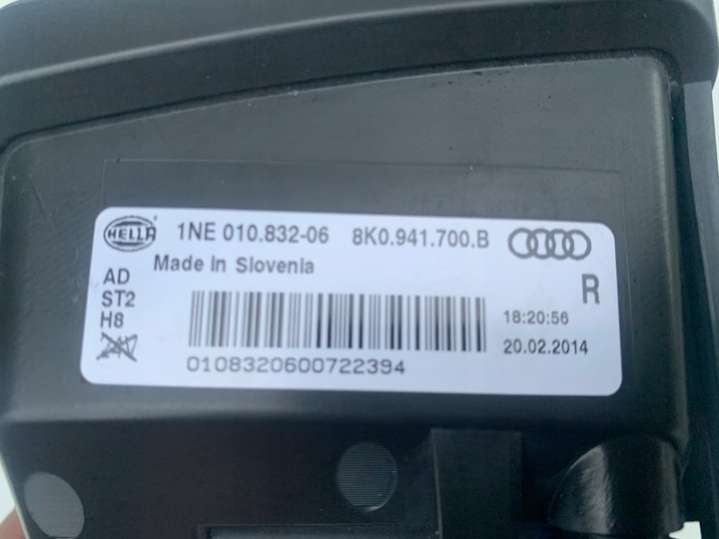 HELLA 1NE 010.832-06 8K0.941.700.B
Made in Slovenia
AD
ST2
H8
R
18:20:56
20.02.2014
0108320600722394